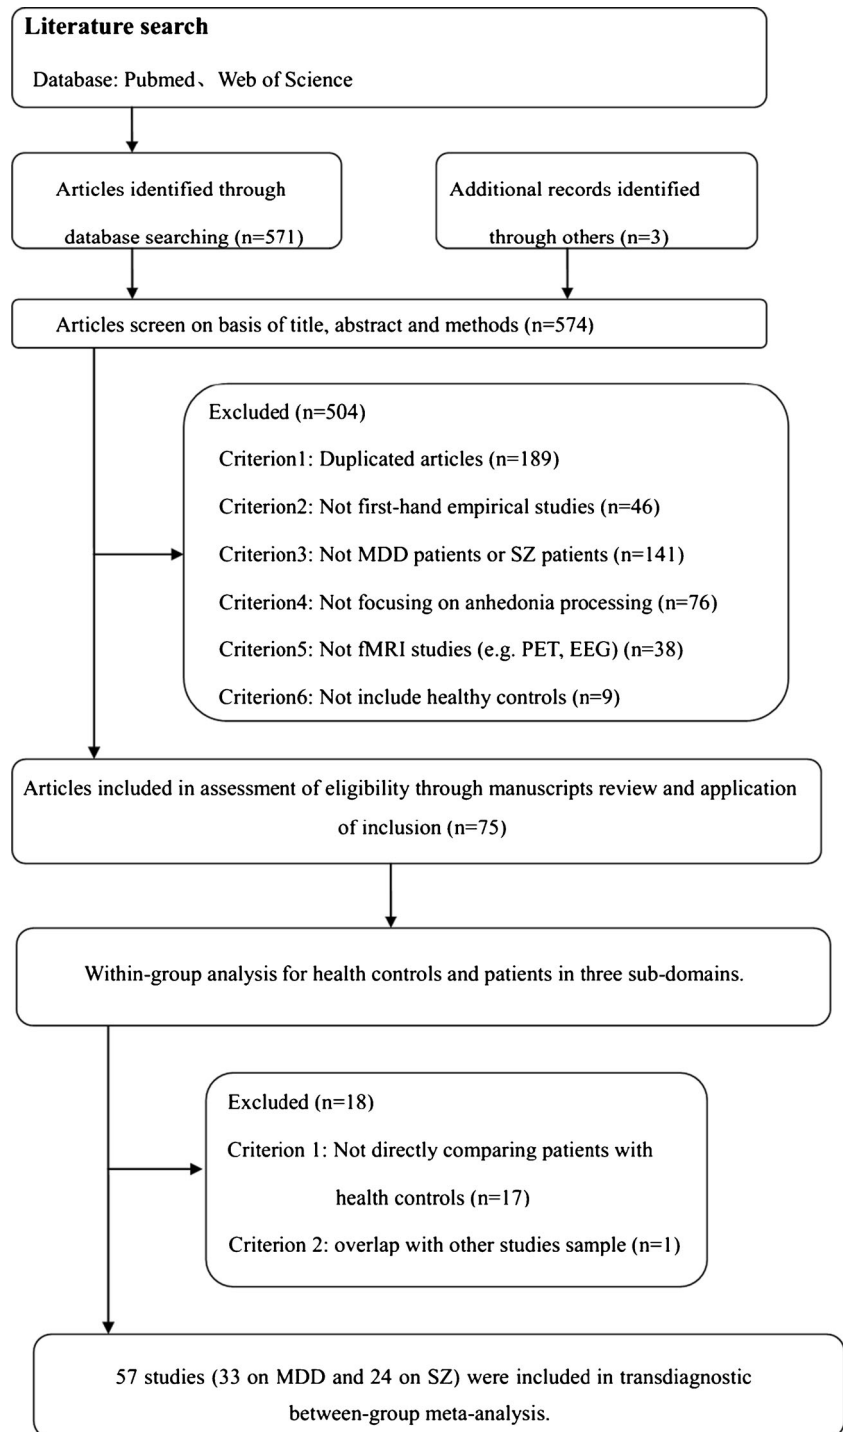 Literature search
Database: Pubmed、Web of Science
Articles identified through
database searching (n=571)
Additional records identified
through others (n=3)
Articles screen on basis of title, abstract and methods (n=574)
Excluded (n=504)
Criterion1: Duplicated articles (n=189)
Criterion2: Not first-hand empirical studies (n=46)
Criterion3: Not MDD patients or SZ patients (n=141)
Criterion4: Not focusing on anhedonia processing (n=76)
Criterion5: Not fMRI studies (e.g. PET, EEG) (n=38)
Criterion6: Not include healthy controls (n=9)
Articles included in assessment of eligibility through manuscripts review and application
of inclusion (n=75)
Within-group analysis for health controls and patients in three sub-domains.
Excluded (n=18)
Criterion 1: Not directly comparing patients with
health controls (n=17)
Criterion 2: overlap with other studies sample (n=1)
57 studies (33 on MDD and 24 on SZ) were included in transdiagnostic
between-group meta-analysis.